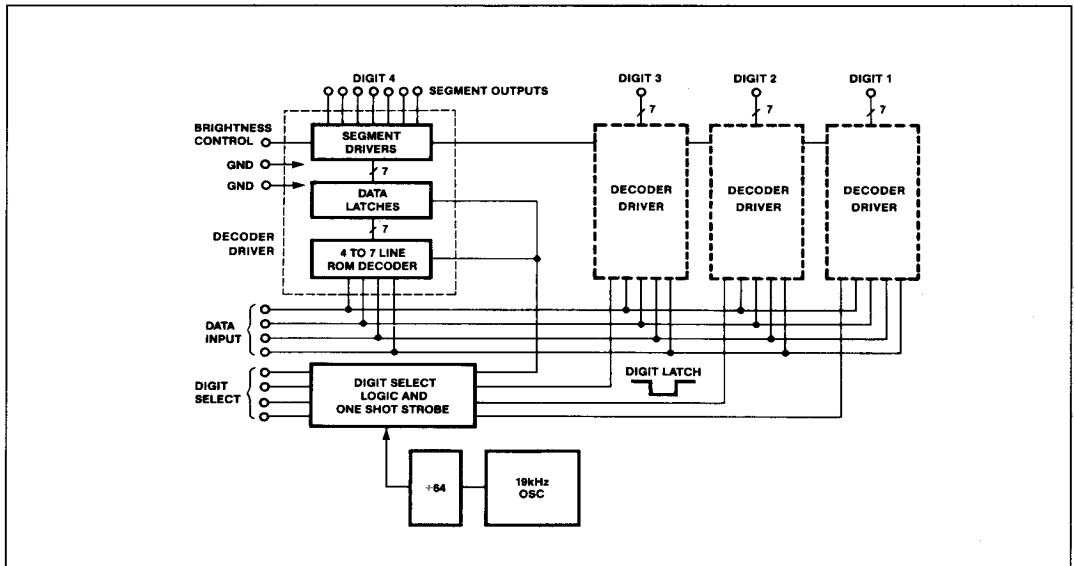 DIGIT 4
SEGMENT OUTPUTS
DIGIT 3
DIGIT 2
DIGIT 1
7
7
7
BRIGHTNESS
CONTROL
SEGMENT
DRIVERS
GND
GND
7
DATA
LATCHES
7
DECODER
DRIVER
4 TO 7 LINE
ROM DECODER
DECODER
DRIVER
DECODER
DRIVER
DECODER
DRIVER
DATA
INPUT
DIGIT
SELECT
DIGIT SELECT
LOGIC AND
ONE SHOT STROBE
DIGIT LATCH
÷64
19kHz
OSC